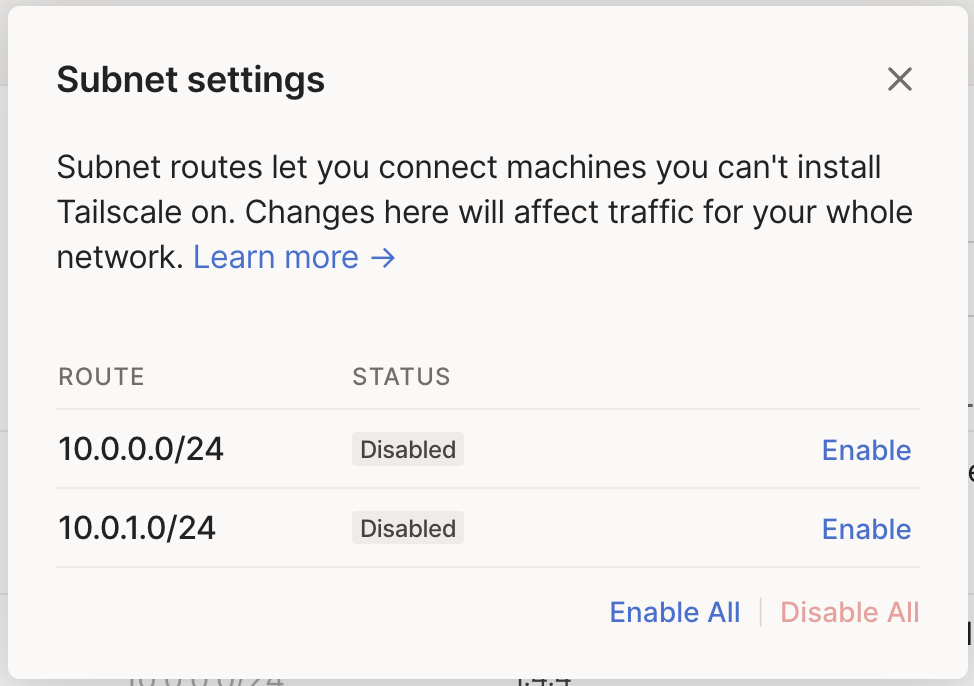 Subnet settings
Subnet routes let you connect machines you can't install
Tailscale on. Changes here will affect traffic for your whole
network. Learn more →
ROUTE STATUS
10.0.0.0/24 Disabled Enable
10.0.1.0/24 Disabled Enable
Enable All | Disable All